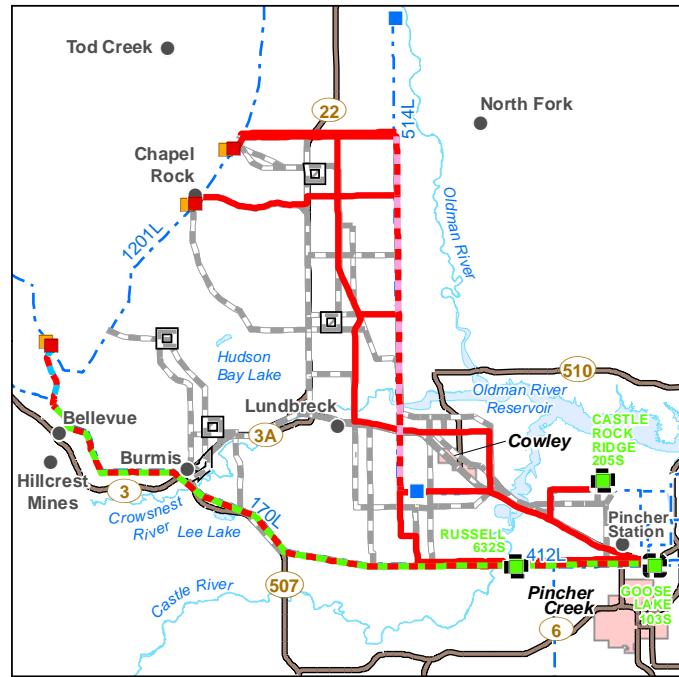 Tod Creek
22
514L
North Fork
Chapel
Rock
Oldman River
1201L
Hudson
Bay Lake
510
Oldman River
Reservoir
Bellevue
Lundbreck
3A
Cowley
CASTLE
ROCK
RIDGE
205S
Burmis
Hillcrest
Mines
3
Crowsnest
River
Lee Lake
170L
RUSSELL
632S
412L
Pincher
Station
Castle River
507
Pincher
Creek
6
GOOSE
LAKE
103S